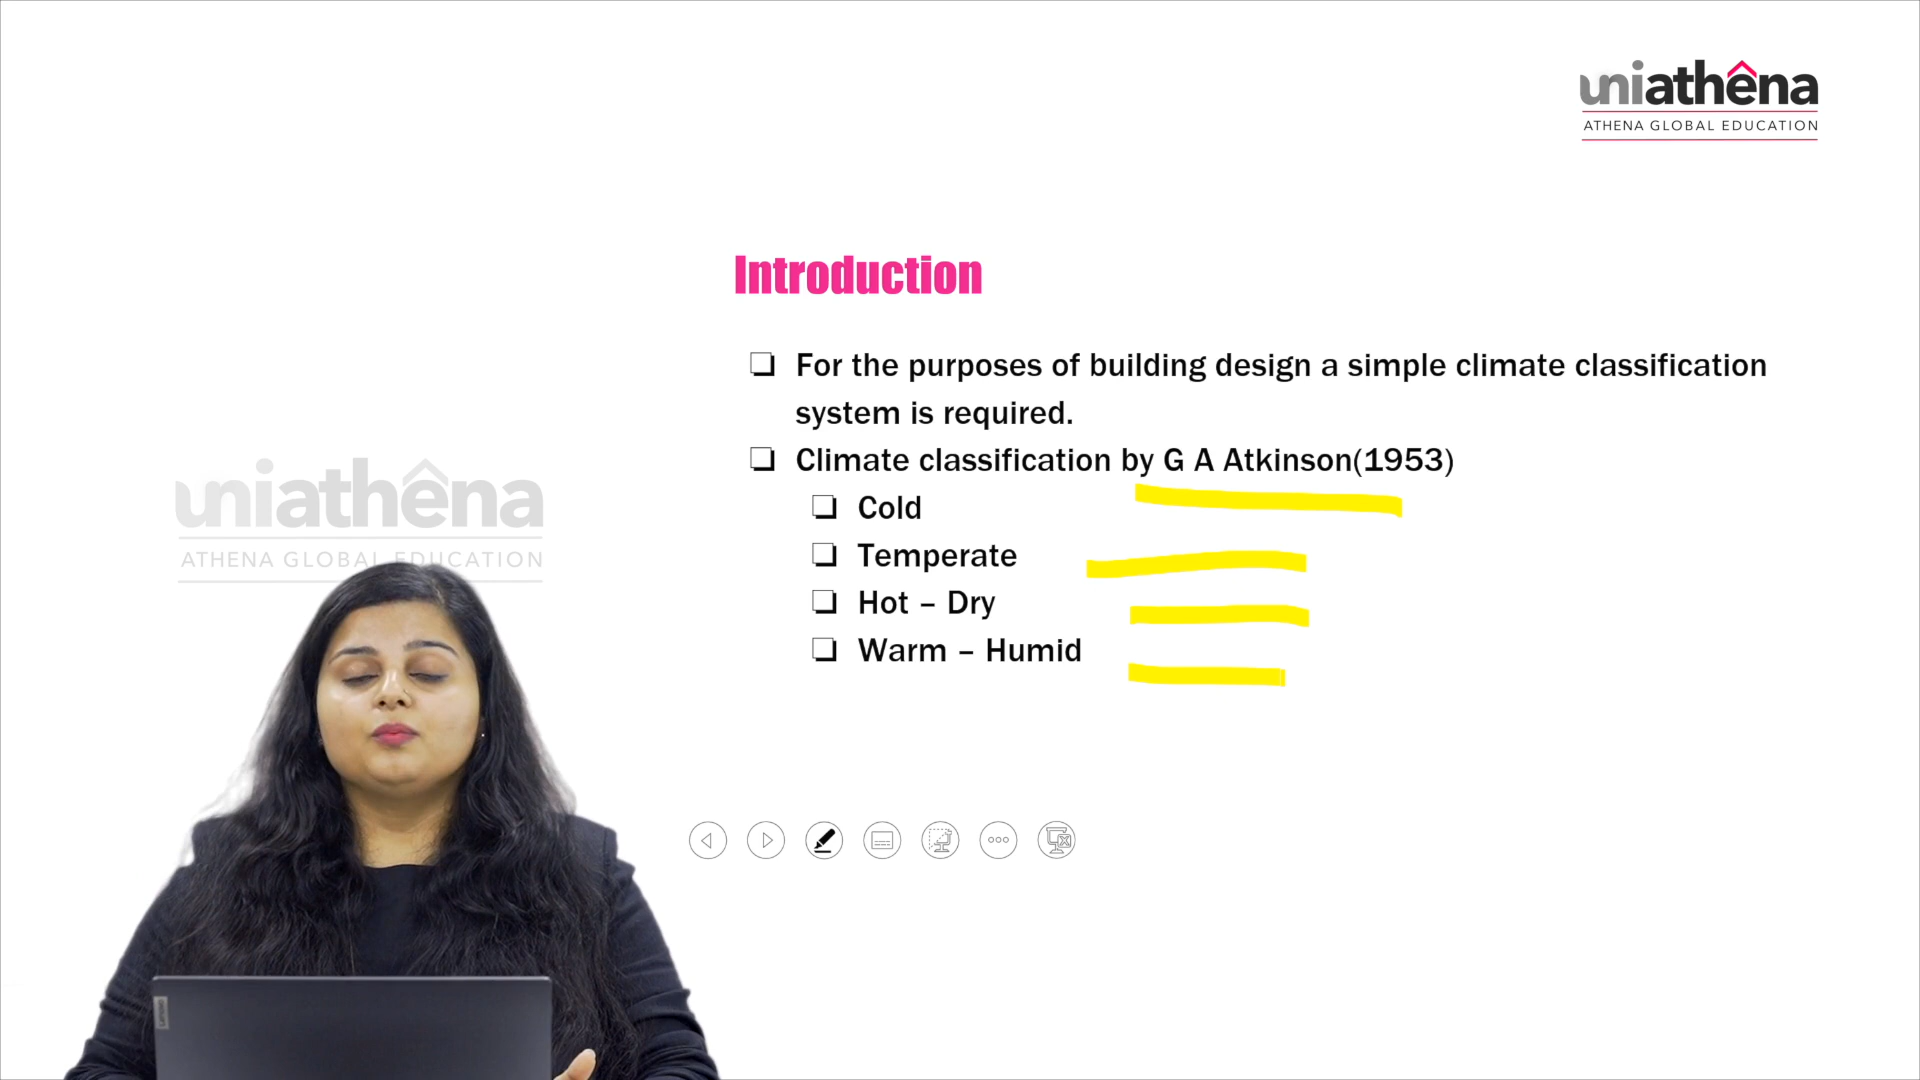 uniathena
ATHENA GLOBAL EDUCATION
Introduction
For the purposes of building design a simple climate classification
system is required.
Climate classification by G A Atkinson(1953)
Cold
Temperate
Hot – Dry
Warm – Humid
uniathena
ATHENA GLOBAL EDUCATION
Lenovo